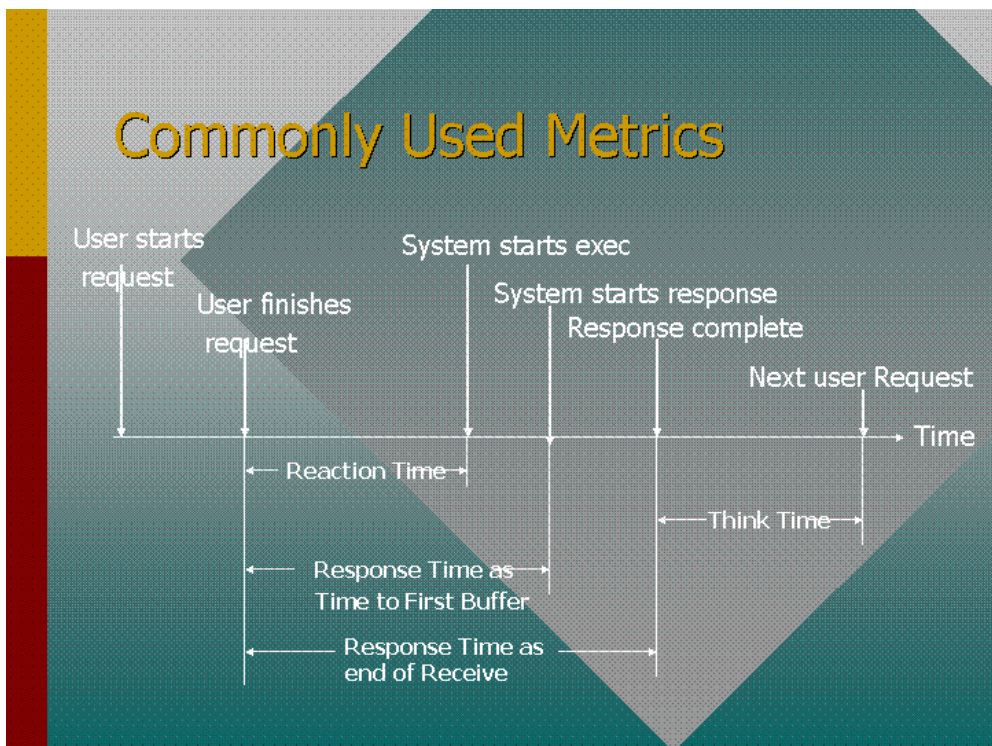 Commonly Used Metrics
User starts
request
User finishes
request
System starts exec
System starts response
Response complete
Next user Request
Time
Reaction Time
Think Time
Response Time as
Time to First Buffer
Response Time as
end of Receive